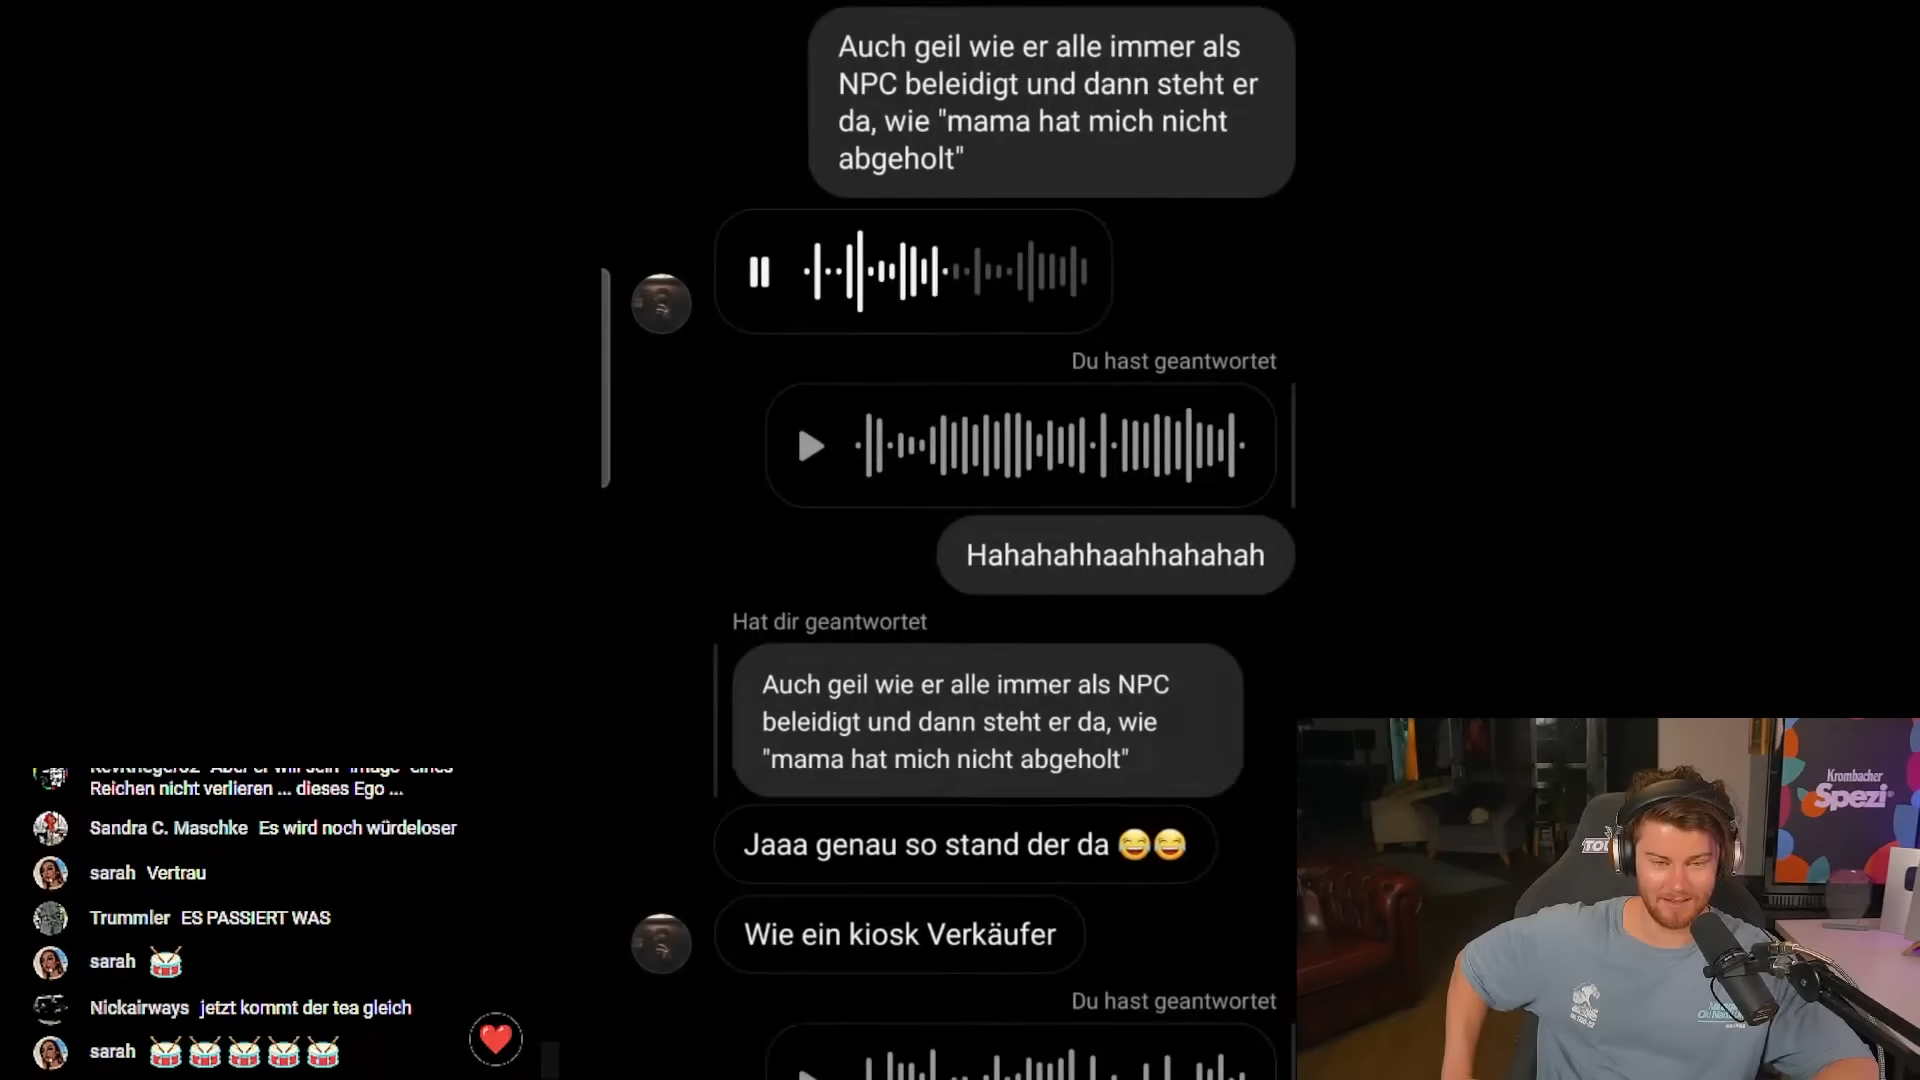 Auch geil wie er alle immer als
NPC beleidigt und dann steht er
da, wie "mama hat mich nicht
abgeholt"
Du hast geantwortet
Hahahahhaahhahahah
Hat dir geantwortet
Auch geil wie er alle immer als NPC
beleidigt und dann steht er da, wie
"mama hat mich nicht abgeholt"
Jaaa genau so stand der da 😂😂
Wie ein kiosk Verkäufer
Du hast geantwortet
Reichen nicht verlieren ... dieses Ego ...
Sandra C. Maschke Es wird noch würdeloser
sarah Vertrau
Trummler ES PASSIERT WAS
sarah 🥁
Nickairways jetzt kommt der tea gleich
sarah 🥁🥁🥁🥁🥁
Krombacher
Spezi